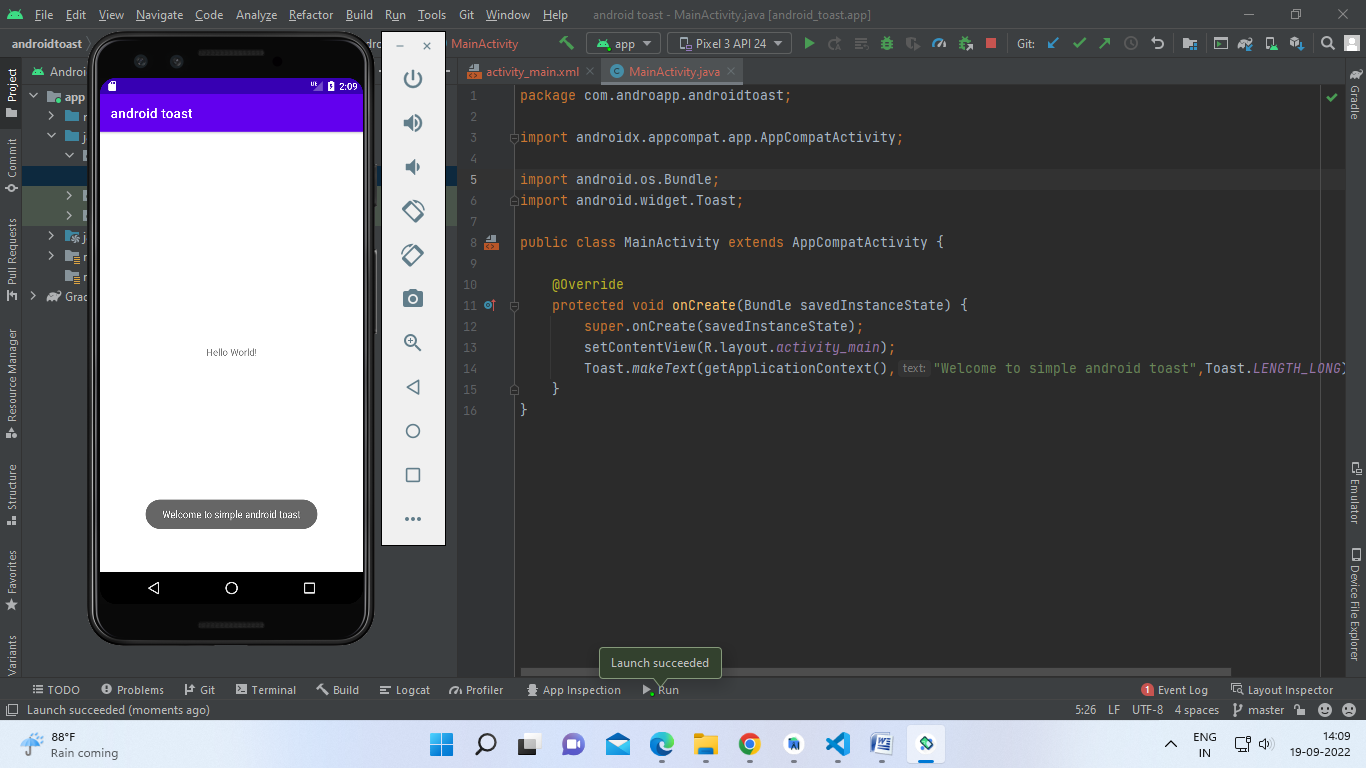 File Edit View Navigate Code Analyze Refactor Build Run Tools Git Window Help android toast - MainActivity.java [android_toast.app]
androidtoast MainActivity app Pixel 3 API 24 Git:
Project
Commit
Pull Requests
Resource Manager
Structure
Favorites
Variants
app
2:09
android toast
Hello World!
Welcome to simple android toast
activity_main.xml MainActivity.java
1 package com.androapp.androidtoast;
2
3 import androidx.appcompat.app.AppCompatActivity;
4
5 import android.os.Bundle;
6 import android.widget.Toast;
7
8 public class MainActivity extends AppCompatActivity {
9
10 @Override
11 protected void onCreate(Bundle savedInstanceState) {
12 super.onCreate(savedInstanceState);
13 setContentView(R.layout.activity_main);
14 Toast.makeText(getApplicationContext(), text: "Welcome to simple android toast",Toast.LENGTH_LONG)
15 }
16 }
Gradle
Emulator
Device File Explorer
Launch succeeded
TODO Problems Git Terminal Build Logcat Profiler App Inspection Run 1 Event Log Layout Inspector
Launch succeeded (moments ago) 5:26 LF UTF-8 4 spaces master
88°F
Rain coming
ENG
IN
14:09
19-09-2022